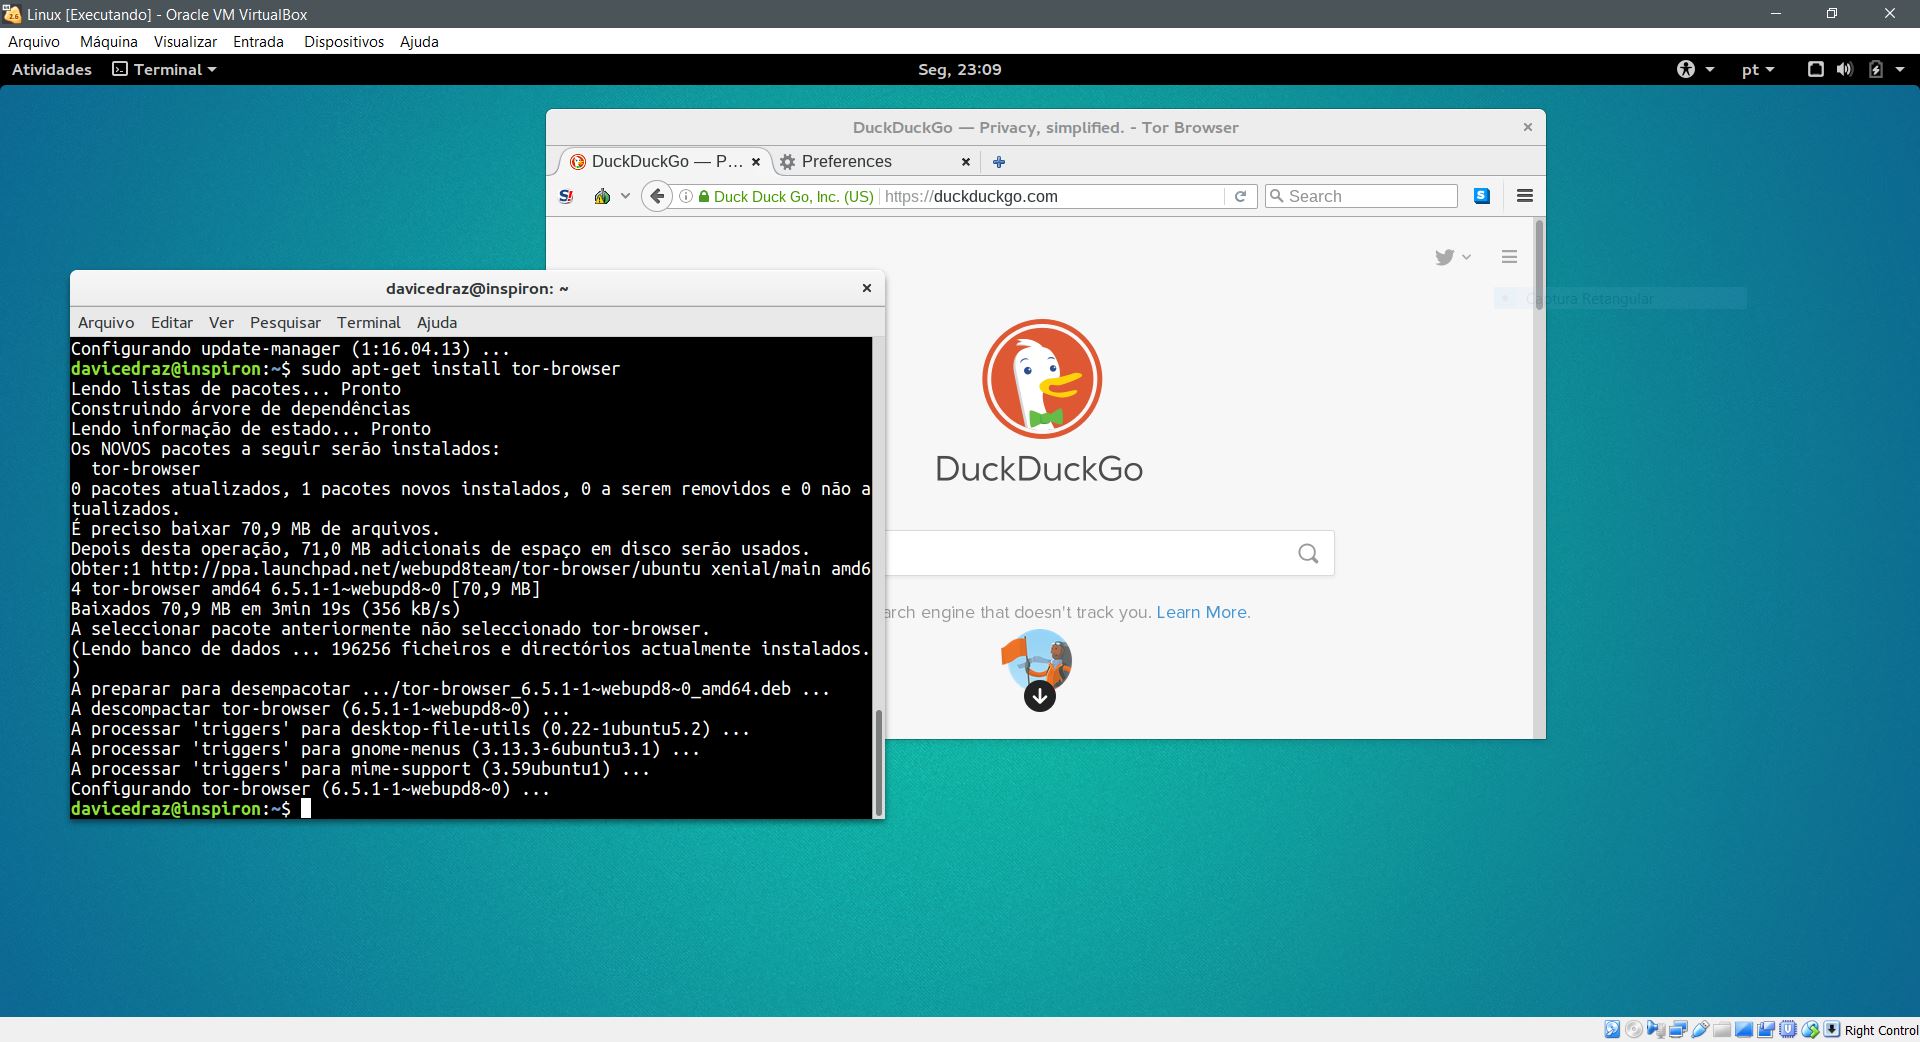 Linux [Executando] - Oracle VM VirtualBox
Arquivo Máquina Visualizar Entrada Dispositivos Ajuda
Atividades Terminal Seg, 23:09 pt
DuckDuckGo — Privacy, simplified. - Tor Browser
DuckDuckGo — P... Preferences
S! Duck Duck Go, Inc. (US) https://duckduckgo.com Search S
Captura Retangular
DuckDuckGo
arch engine that doesn't track you. Learn More.
davicedraz@inspiron: ~
Arquivo Editar Ver Pesquisar Terminal Ajuda
Configurando update-manager (1:16.04.13) ...
davicedraz@inspiron:~$ sudo apt-get install tor-browser
Lendo listas de pacotes... Pronto
Construindo árvore de dependências
Lendo informação de estado... Pronto
Os NOVOS pacotes a seguir serão instalados:
tor-browser
0 pacotes atualizados, 1 pacotes novos instalados, 0 a serem removidos e 0 não a
tualizados.
É preciso baixar 70,9 MB de arquivos.
Depois desta operação, 71,0 MB adicionais de espaço em disco serão usados.
Obter:1 http://ppa.launchpad.net/webupd8team/tor-browser/ubuntu xenial/main amd6
4 tor-browser amd64 6.5.1-1~webupd8~0 [70,9 MB]
Baixados 70,9 MB em 3min 19s (356 kB/s)
A seleccionar pacote anteriormente não seleccionado tor-browser.
(Lendo banco de dados ... 196256 ficheiros e directórios actualmente instalados.
)
A preparar para desempacotar .../tor-browser_6.5.1-1~webupd8~0_amd64.deb ...
A descompactar tor-browser (6.5.1-1~webupd8~0) ...
A processar 'triggers' para desktop-file-utils (0.22-1ubuntu5.2) ...
A processar 'triggers' para gnome-menus (3.13.3-6ubuntu3.1) ...
A processar 'triggers' para mime-support (3.59ubuntu1) ...
Configurando tor-browser (6.5.1-1~webupd8~0) ...
davicedraz@inspiron:~$
Right Control